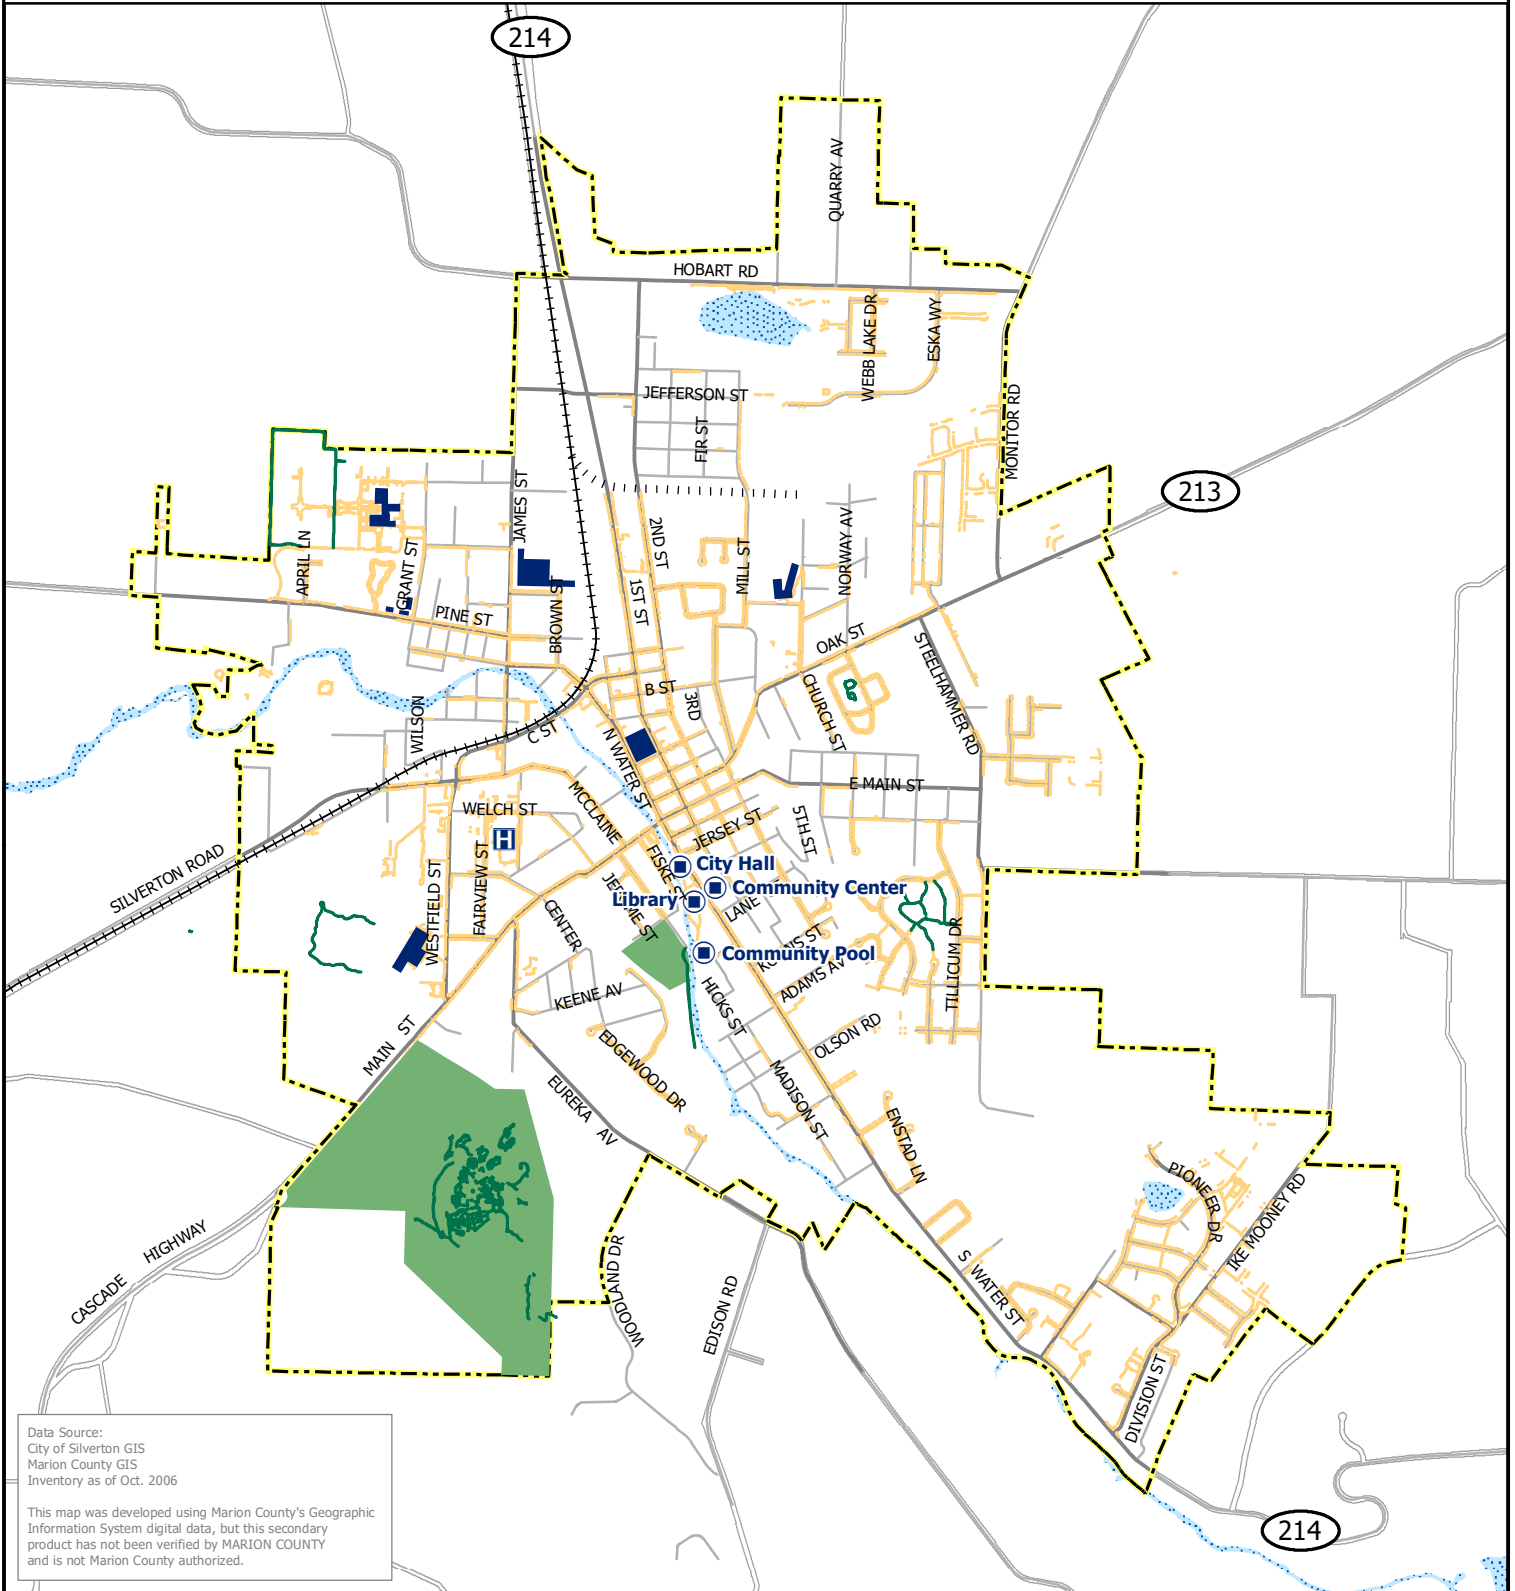 214
QUARRY AV
HOBART RD
WEBB LAKE DR
ESKA WY
JEFFERSON ST
FIR ST
MONITOR RD
213
JAMES ST
2ND ST
MILL ST
NORWAY AV
APRIL LN
GRANT ST
1ST ST
PINE ST
BROWN ST
OAK ST
STEELHAMMER RD
B ST
3RD
CHURCH ST
WILSON
C ST
N WATER ST
E MAIN ST
MCCLAINE
WELCH ST
H
JERSEY ST
5TH ST
SILVERTON ROAD
WESTFIELD ST
FAIRVIEW ST
FISKE ST
City Hall
Community Center
Library
LANE
JEROME ST
CENTER
TILLICUM DR
Community Pool
ADAMS AV
KEENE AV
HICKS ST
OLSON RD
MAIN ST
EDGEWOOD DR
EUREKA AV
MADISON ST
ENSTAD LN
PIONEER DR
IKE MOONEY RD
CASCADE HIGHWAY
WOODLAND DR
EDISON RD
S WATER ST
DIVISION ST
214
Data Source:
City of Silverton GIS
Marion County GIS
Inventory as of Oct. 2006
This map was developed using Marion County's Geographic
Information System digital data, but this secondary
product has not been verified by MARION COUNTY
and is not Marion County authorized.